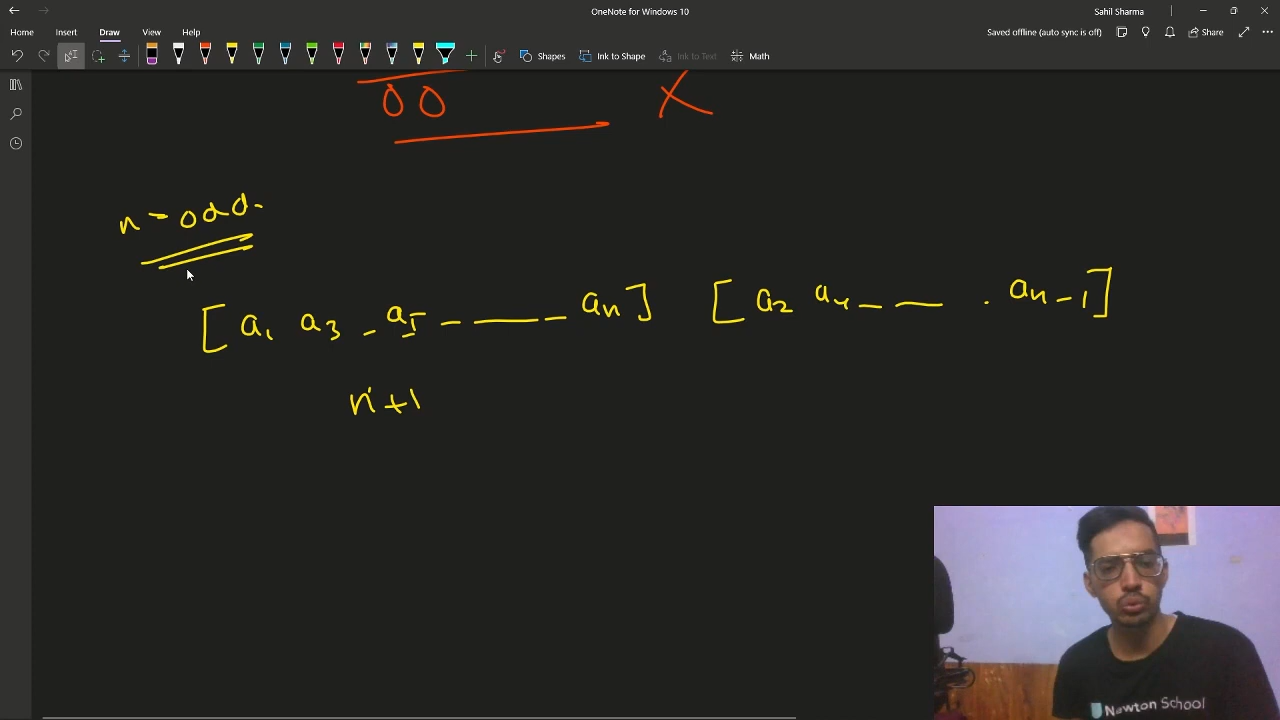 OneNote for Windows 10
Sahil Sharma
Home Insert Draw View Help
Saved offline (auto sync is off) Share
Shapes Ink to Shape Ink to Text Math
00 X
n - odd.
[a1 a3 - a5 - — - an] [a2 a4 - — . an-1]
n+1
Newton School